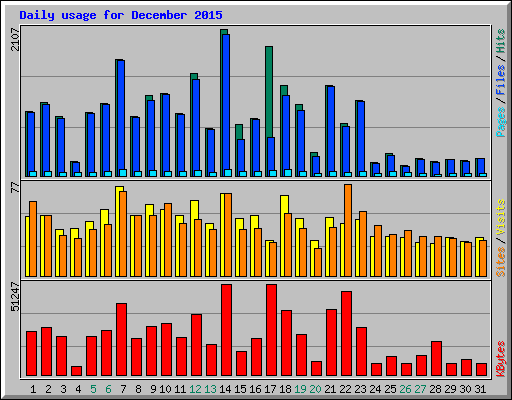 Daily usage for December 2015
2107
Pages / Files / Hits
77
Sites / Visits
51247
KBytes
1 2 3 4 5 6 7 8 9 10 11 12 13 14 15 16 17 18 19 20 21 22 23 24 25 26 27 28 29 30 31